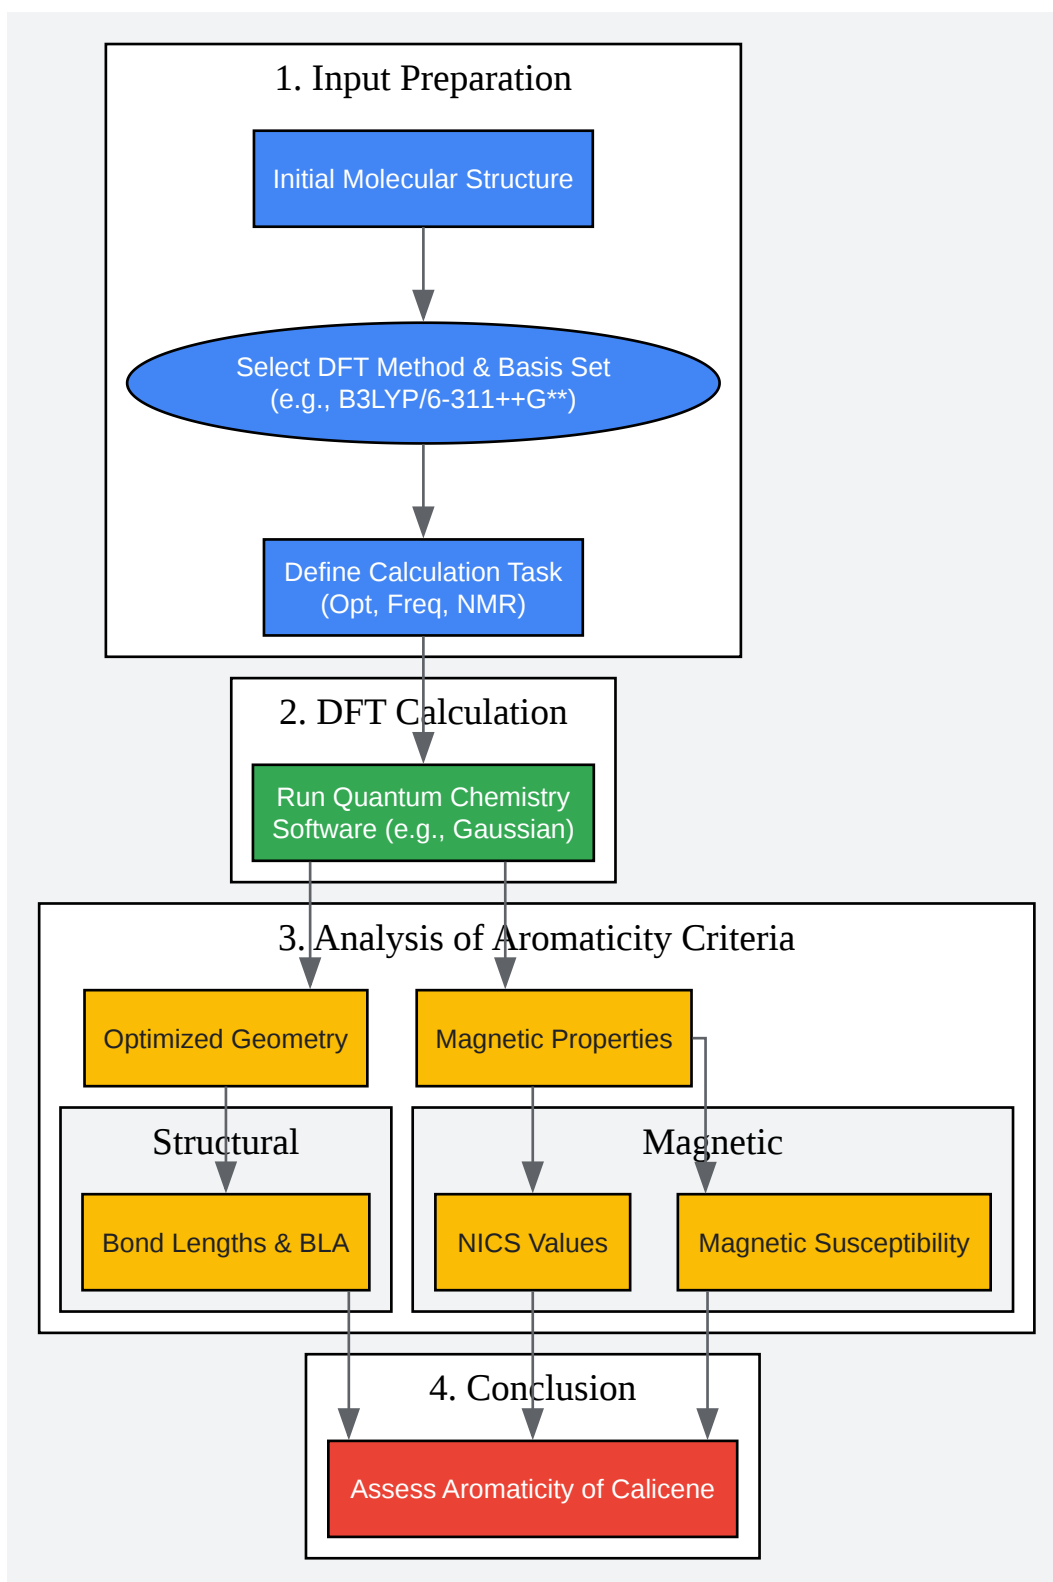 1. Input Preparation
Initial Molecular Structure
Select DFT Method & Basis Set
(e.g., B3LYP/6-311++G**)
Define Calculation Task
(Opt, Freq, NMR)
2. DFT Calculation
Run Quantum Chemistry
Software (e.g., Gaussian)
3. Analysis of Aromaticity Criteria
Optimized Geometry
Magnetic Properties
Structural
Magnetic
Bond Lengths & BLA
NICS Values
Magnetic Susceptibility
4. Conclusion
Assess Aromaticity of Calicene